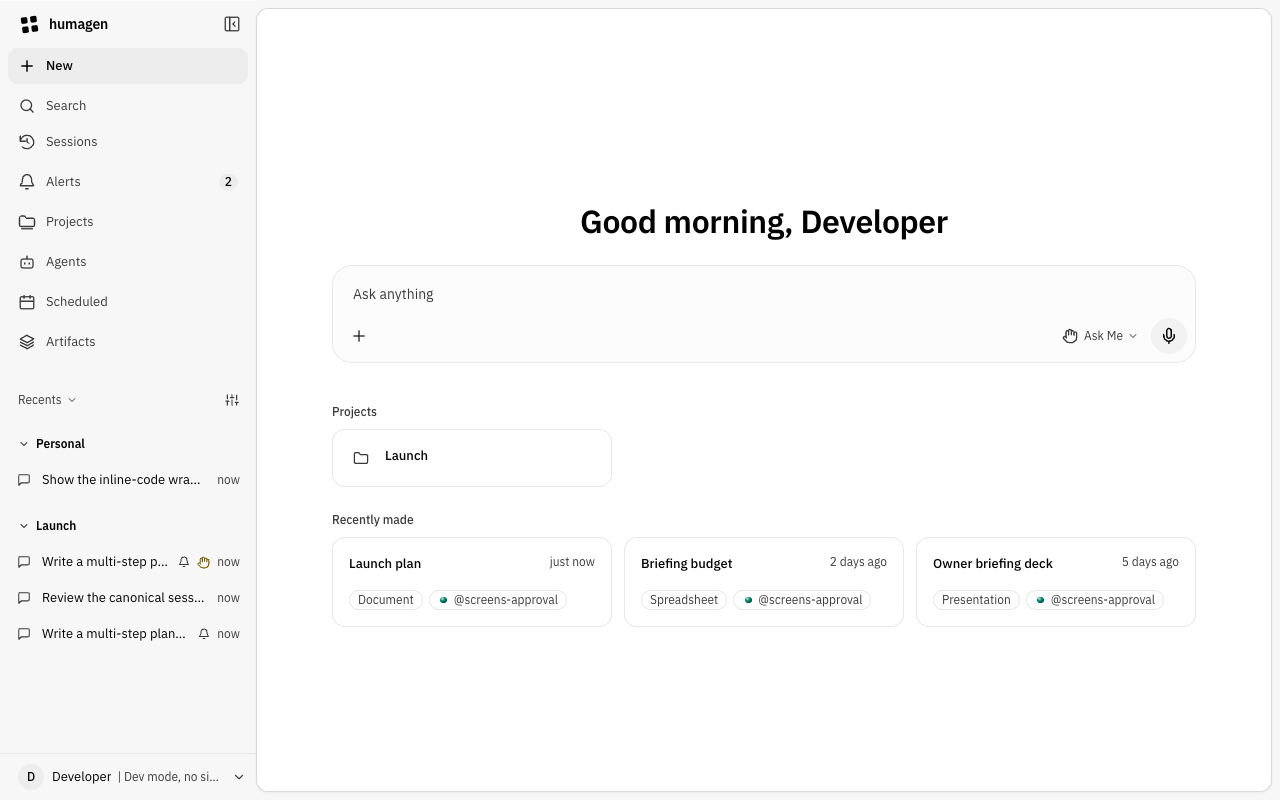 humagen
New
Search
Sessions
Alerts 2
Projects
Agents
Scheduled
Artifacts
Recents
Personal
Show the inline-code wra... now
Launch
Write a multi-step p... now
Review the canonical sess... now
Write a multi-step plan... now
D Developer | Dev mode, no si...
Good morning, Developer
Ask anything
Ask Me
Projects
Launch
Recently made
Launch plan just now
Document @screens-approval
Briefing budget 2 days ago
Spreadsheet @screens-approval
Owner briefing deck 5 days ago
Presentation @screens-approval